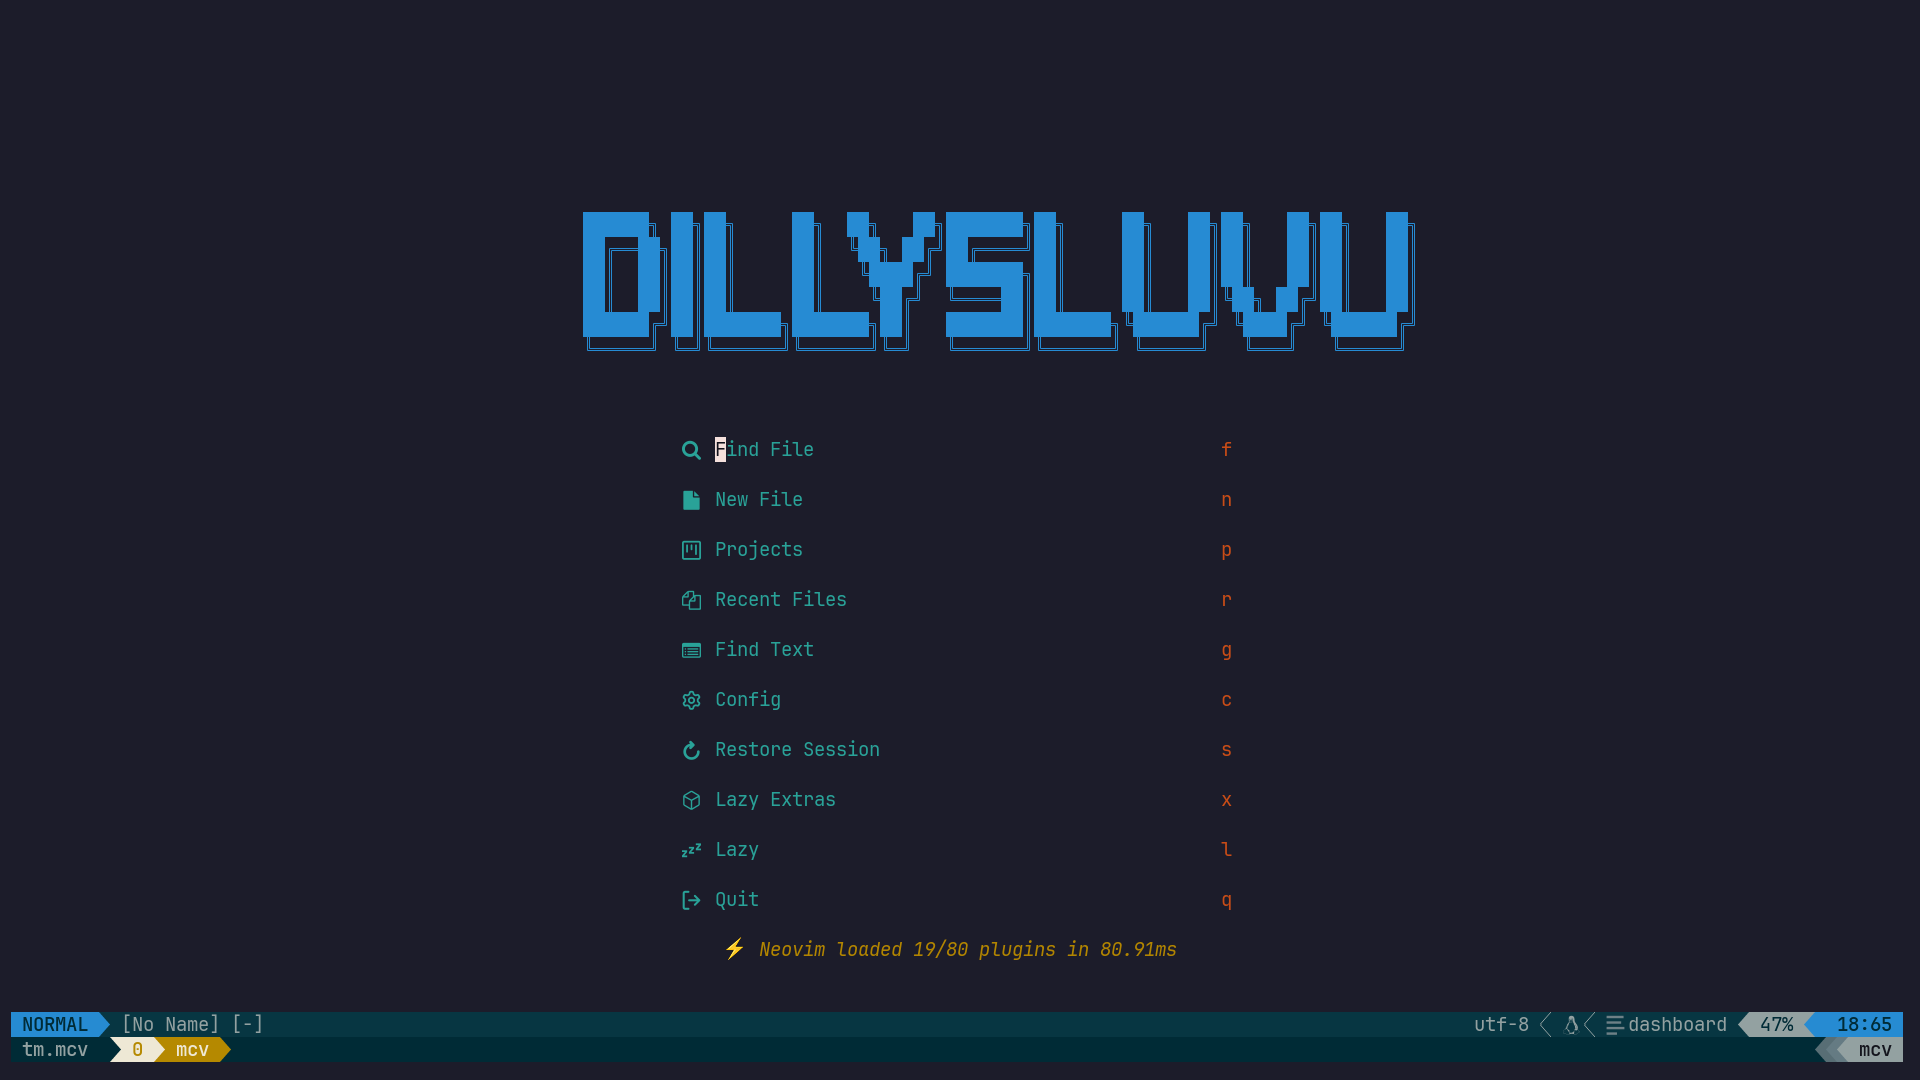 DILLYSLUVU
Find File f
New File n
Projects p
Recent Files r
Find Text g
Config c
Restore Session s
Lazy Extras x
Lazy l
Quit q
⚡ Neovim loaded 19/80 plugins in 80.91ms
NORMAL [No Name] [-] utf-8 dashboard 47% 18:65
tm.mcv 0 mcv mcv